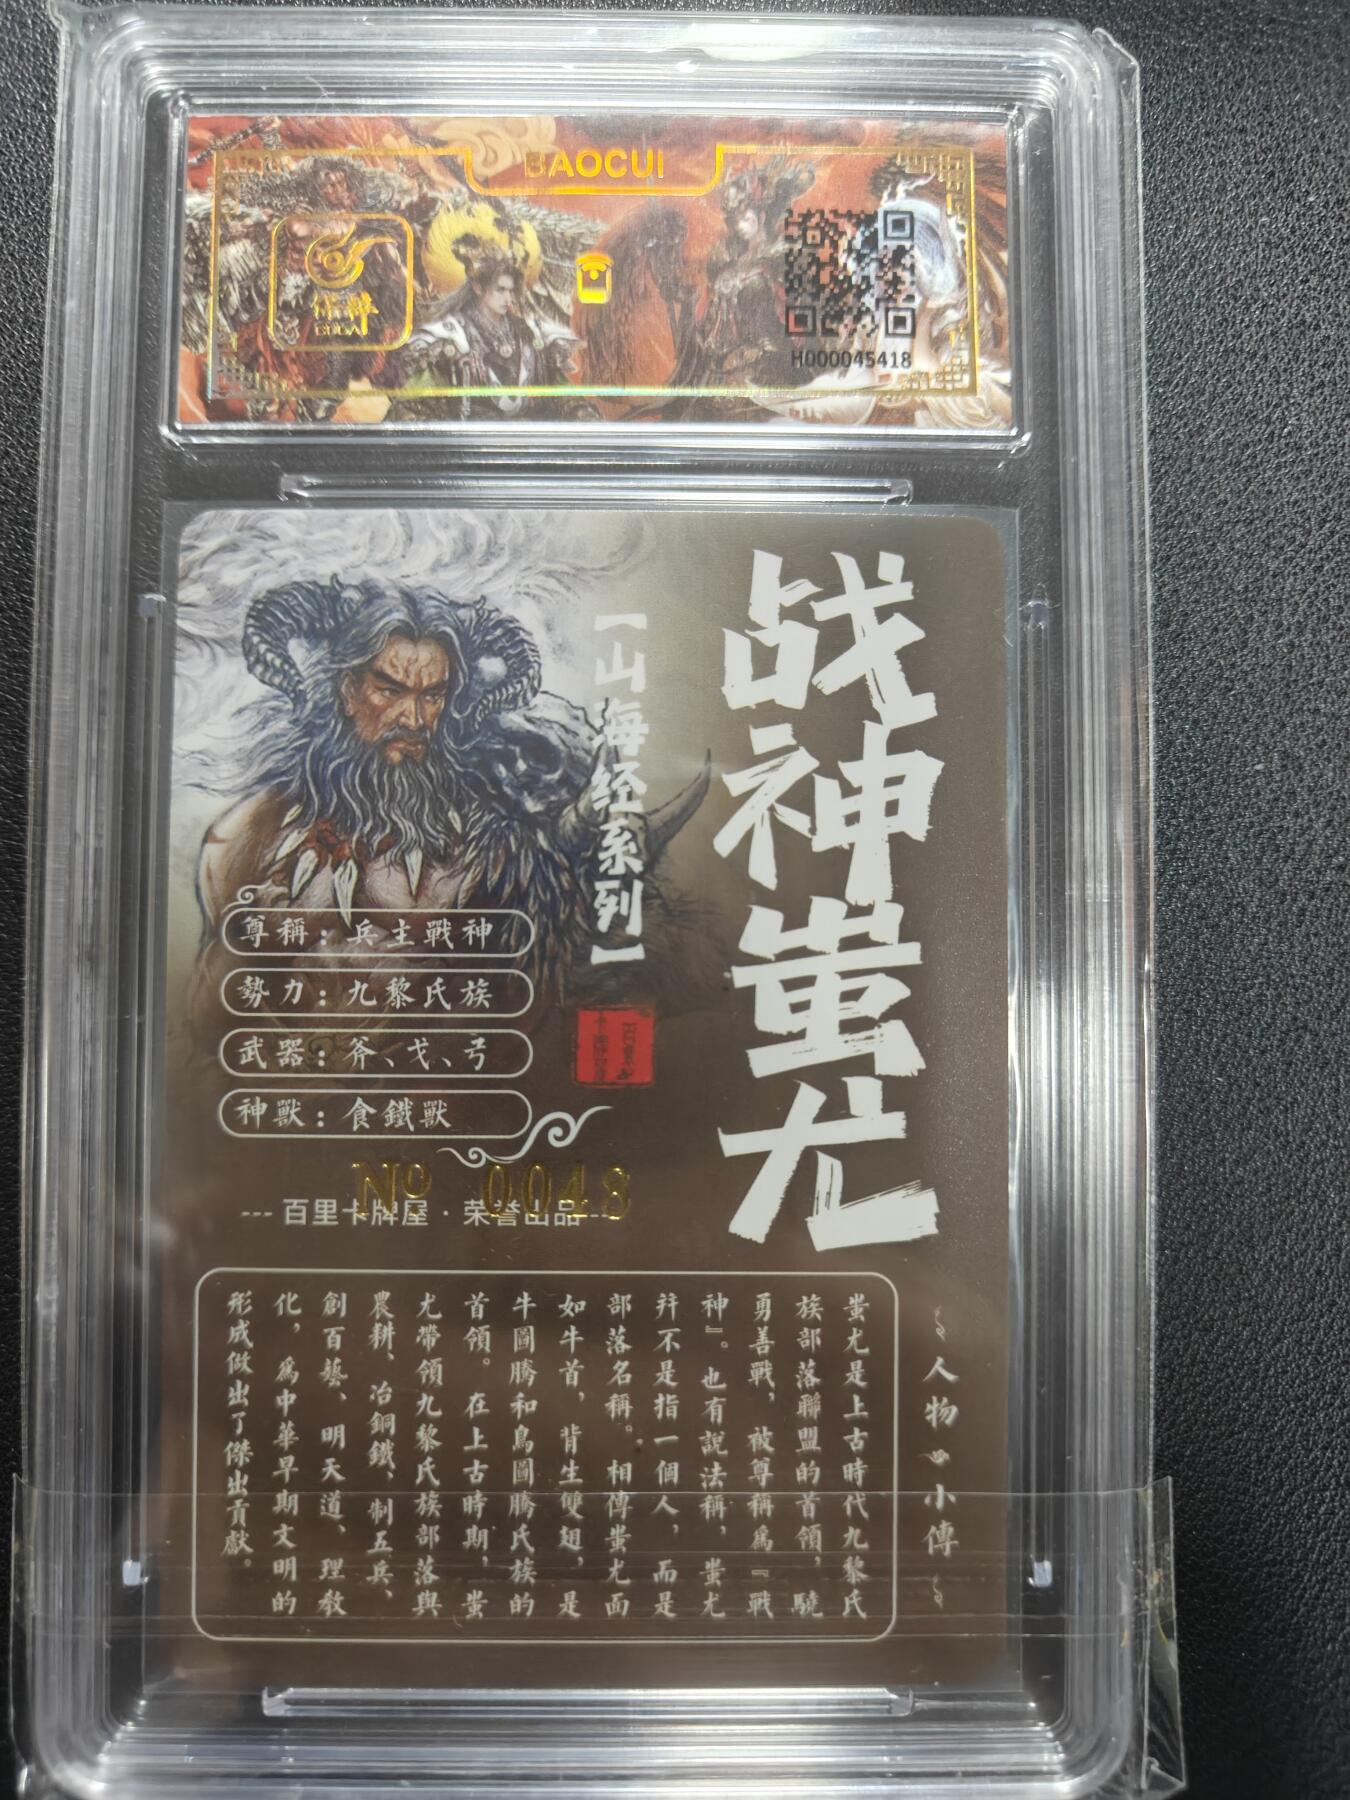 BAOCUI
H000045418
战神蚩尤
【山海经系列】
尊稱：兵主戰神
勢力：九黎氏族
武器：斧、戈、弓
神獸：食鐵獸
№ 0048
--- 百里卡牌屋 · 荣誉出品---
人物小傳
蚩尤是上古時代九黎氏
族部落聯盟的首領，驍
勇善戰，被尊稱爲『戰
神』。也有說法稱，蚩尤
并不是指一個人，而是
部落名稱。相傳蚩尤面
如牛首，背生雙翅，是
牛圖騰和鳥圖騰氏族的
首領。在上古時期，蚩
尤帶領九黎氏族部落與
農耕、冶銅鐵、制五兵、
創百藝、明天道、理教
化，爲中華早期文明的
形成做出了傑出貢獻。